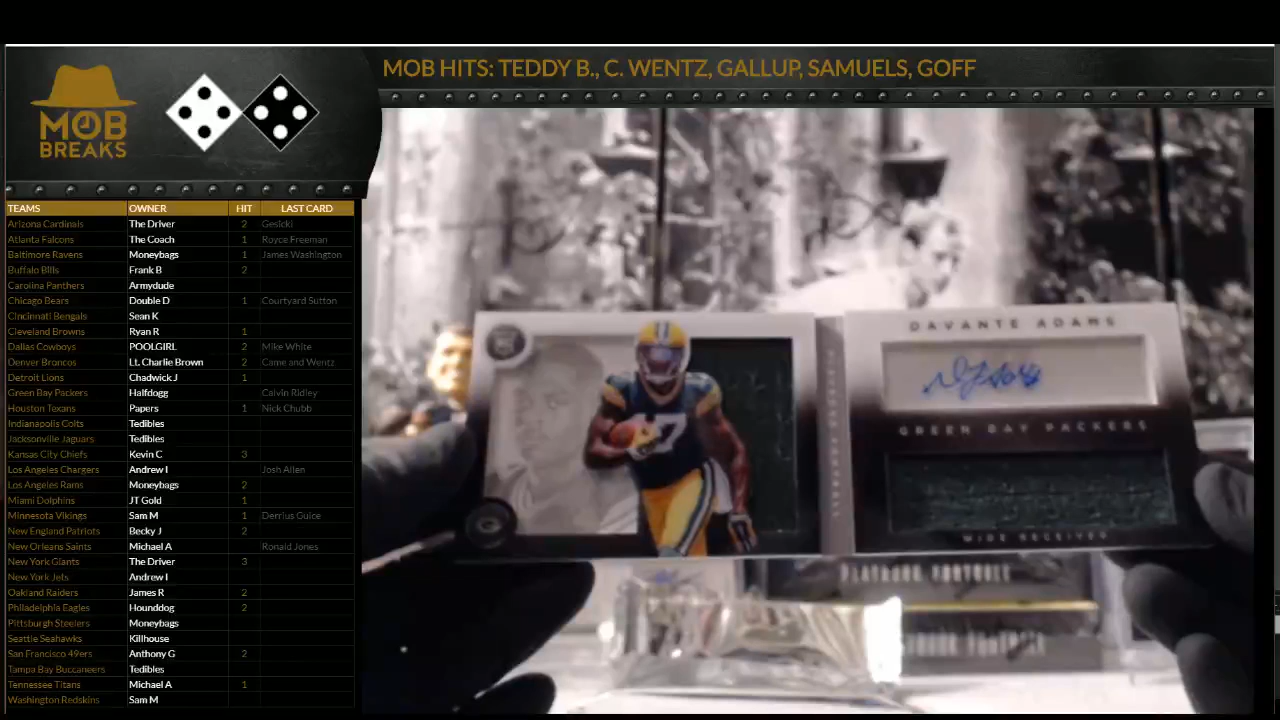 MOB HITS: TEDDY B., C. WENTZ, GALLUP, SAMUELS, GOFF
MOB
BREAKS
TEAMS OWNER HIT LAST CARD
Arizona Cardinals The Driver 2 Gesicki
Atlanta Falcons The Coach 1 Royce Freeman
Baltimore Ravens Moneybags 1 James Washington
Buffalo Bills Frank B 2
Carolina Panthers Armydude
Chicago Bears Double D 1 Courtyard Sutton
Cincinnati Bengals Sean K
Cleveland Browns Ryan R 1
Dallas Cowboys POOLGIRL 2 Mike White
Denver Broncos Lt. Charlie Brown 2 Came and Wentz
Detroit Lions Chadwick J 1
Green Bay Packers Halfdogg Calvin Ridley
Houston Texans Papers 1 Nick Chubb
Indianapolis Colts Tedibles
Jacksonville Jaguars Tedibles
Kansas City Chiefs Kevin C 3
Los Angeles Chargers Andrew I Josh Allen
Los Angeles Rams Moneybags 2
Miami Dolphins JT Gold 1
Minnesota Vikings Sam M 1 Derrius Guice
New England Patriots Becky J 2
New Orleans Saints Michael A Ronald Jones
New York Giants The Driver 3
New York Jets Andrew I
Oakland Raiders James R 2
Philadelphia Eagles Hounddog 2
Pittsburgh Steelers Moneybags
Seattle Seahawks Killhouse
San Francisco 49ers Anthony G 2
Tampa Bay Buccaneers Tedibles
Tennessee Titans Michael A 1
Washington Redskins Sam M
DAVANTE ADAMS
GREEN BAY PACKERS
WIDE RECEIVER
17
PLAYBOOK FOOTBALL